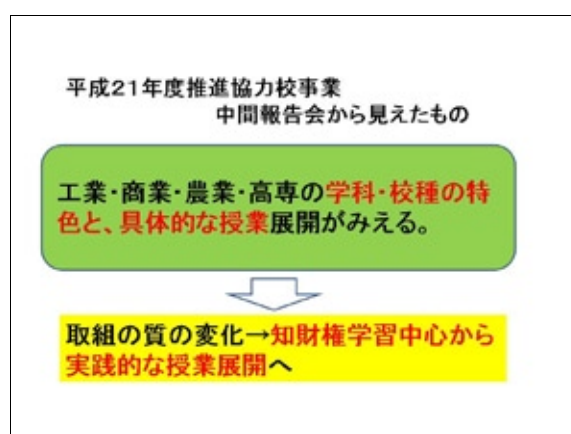 平成21年度推進協力校事業
中間報告会から見えたもの
工業・商業・農業・高専の学科・校種の特
色と、具体的な授業展開がみえる。
取組の質の変化→知財権学習中心から
実践的な授業展開へ